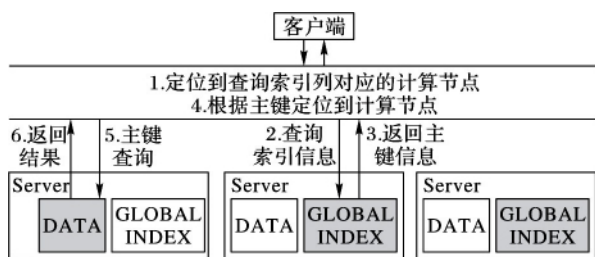 客户端
1.定位到查询索引列对应的计算节点
4.根据主键定位到计算节点
6.返回
结果
5.主键
查询
2.查询
索引信息
3.返回主
键信息
Server
DATA
GLOBAL
INDEX
Server
DATA
GLOBAL
INDEX
Server
DATA
GLOBAL
INDEX